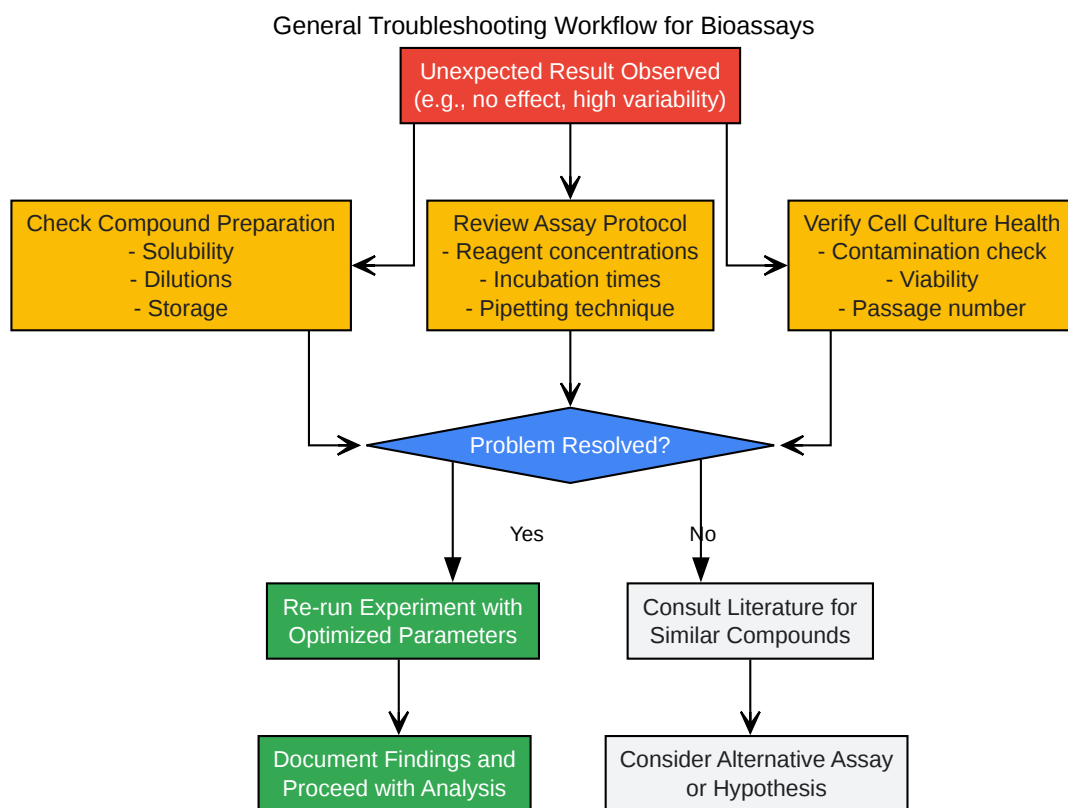 General Troubleshooting Workflow for Bioassays
Unexpected Result Observed
(e.g., no effect, high variability)
Check Compound Preparation
- Solubility
- Dilutions
- Storage
Review Assay Protocol
- Reagent concentrations
- Incubation times
- Pipetting technique
Verify Cell Culture Health
- Contamination check
- Viability
- Passage number
Problem Resolved?
Yes
No
Re-run Experiment with
Optimized Parameters
Consult Literature for
Similar Compounds
Document Findings and
Proceed with Analysis
Consider Alternative Assay
or Hypothesis